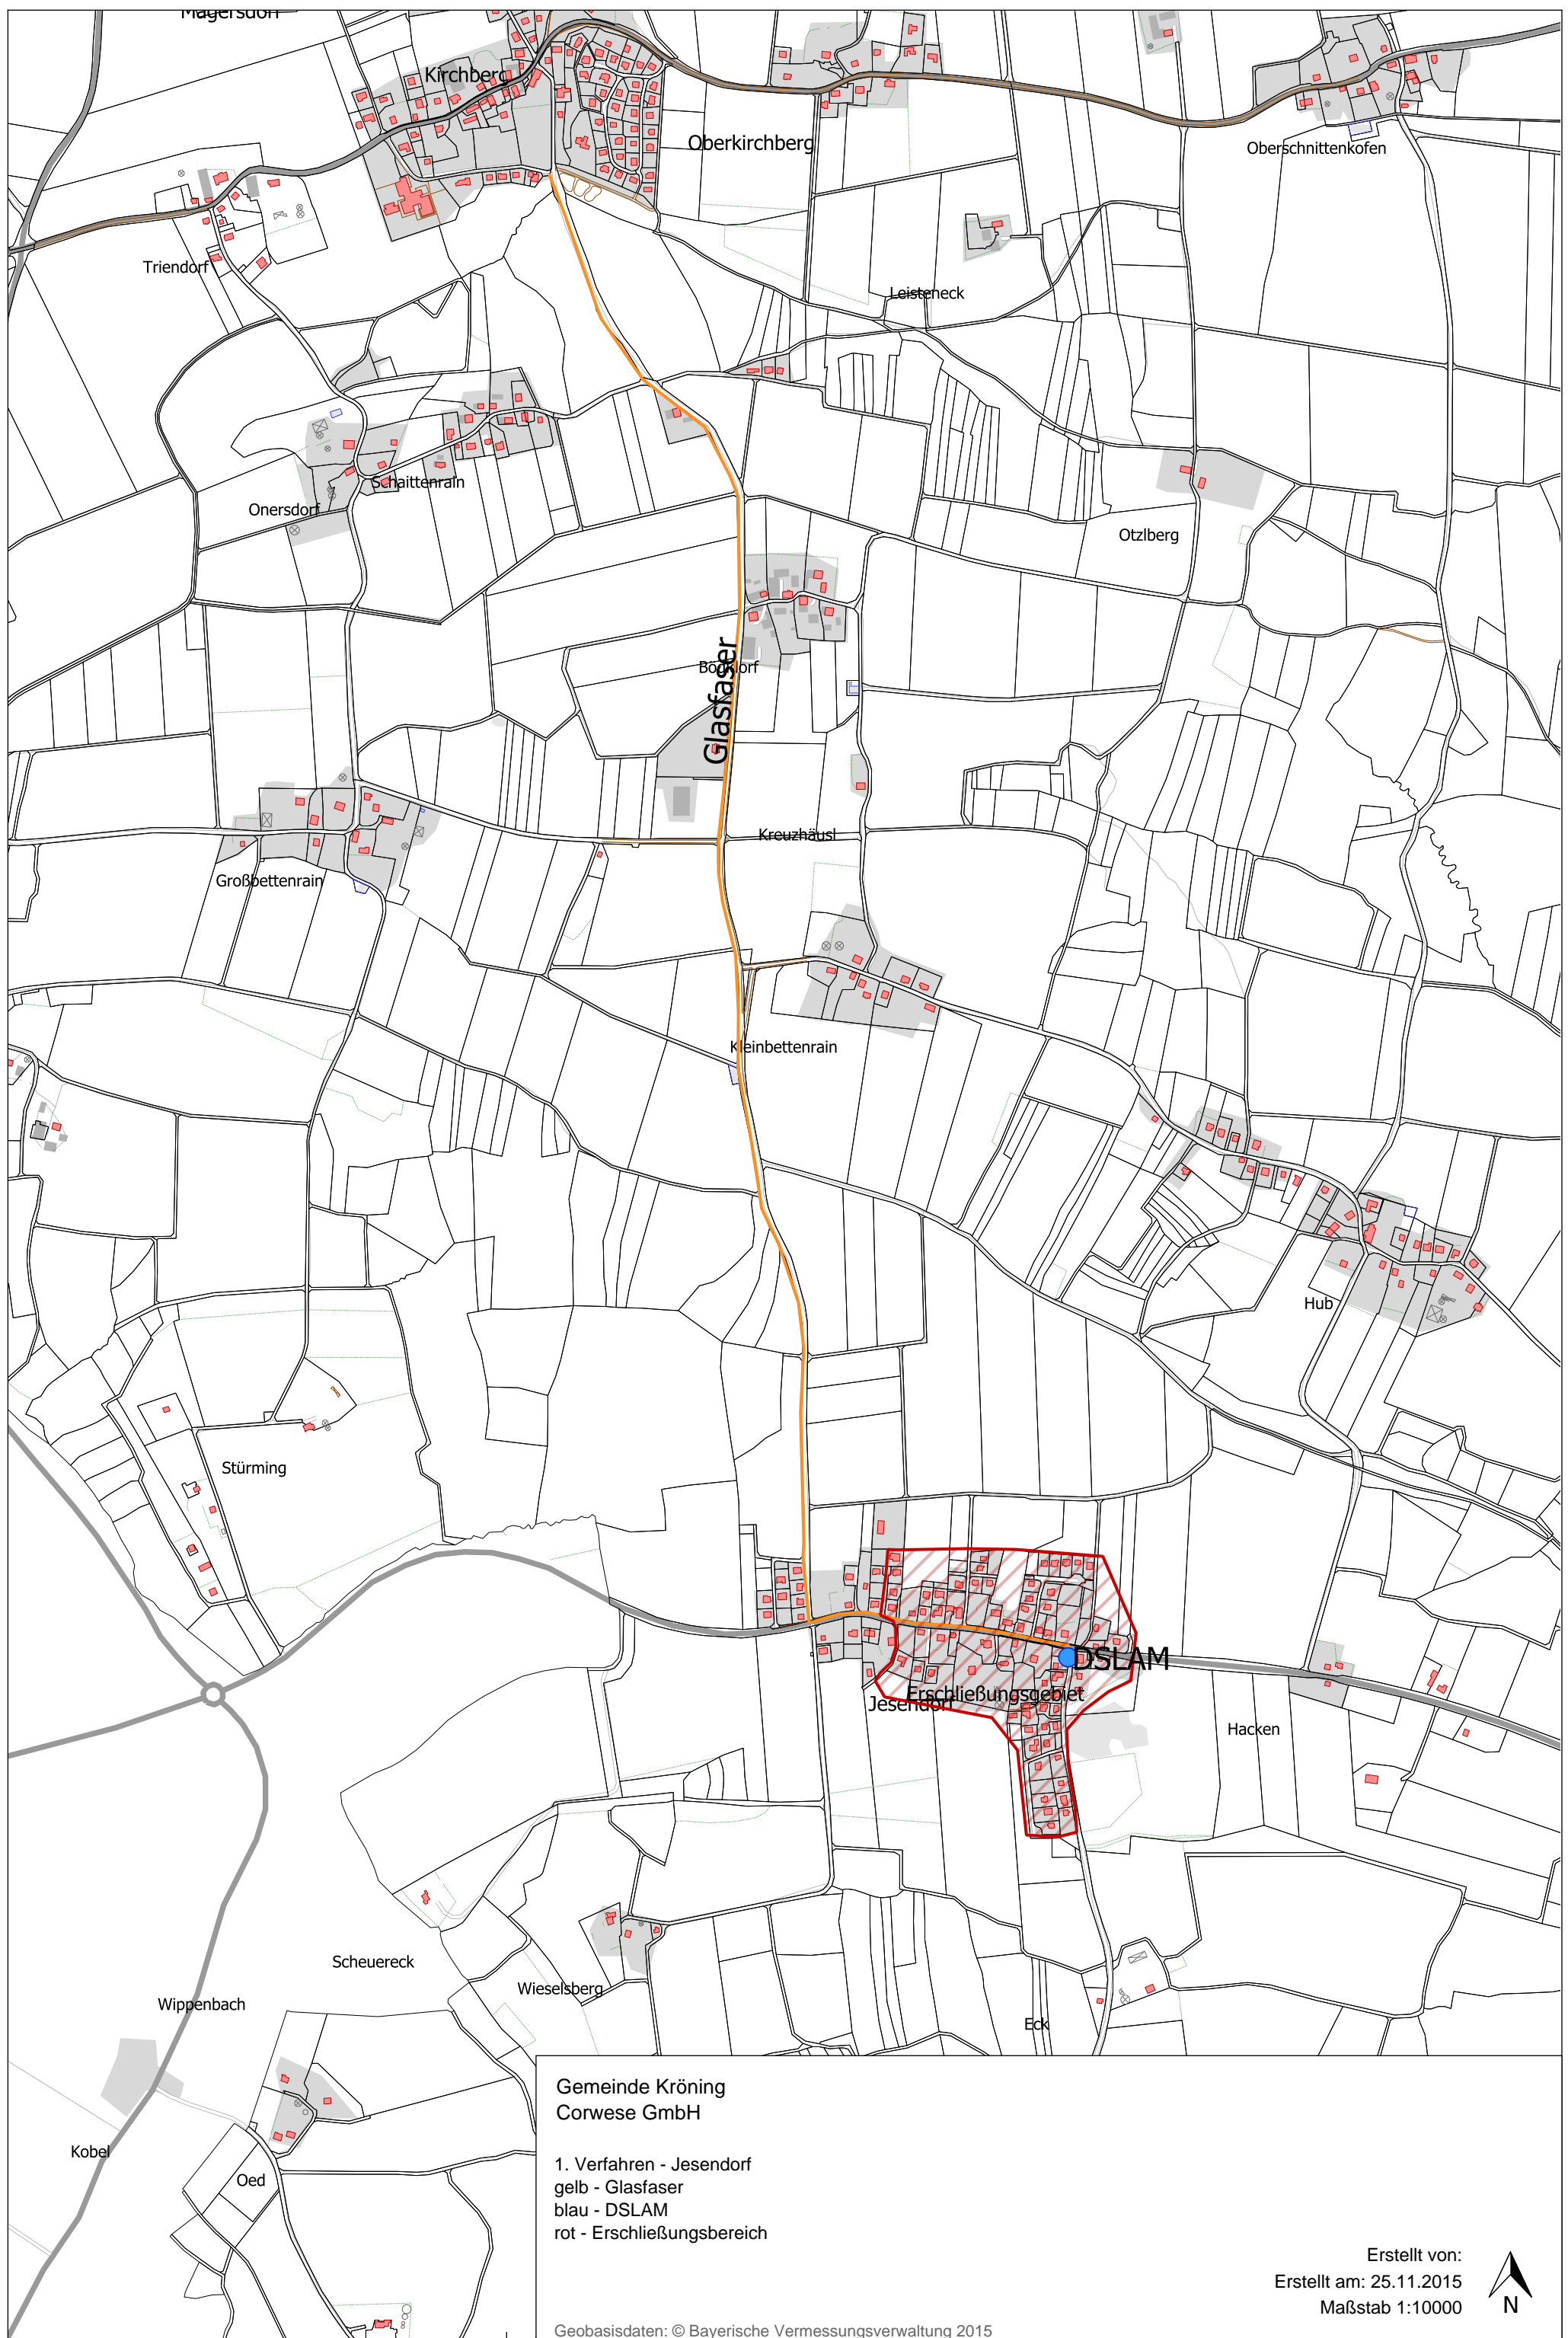 Magersdorf
Kirchberg
Oberkirchberg
Oberschnittenkofen
Triendorf
Leisteneck
Schaittenrain
Onersdorf
Otzlberg
Glasfaser
Bödldorf
Kreuzhäusl
Großbettenrain
Kleinbettenrain
Hub
Stürming
DSLAM
Erschließungsgebiet
Jesendorf
Hacken
Scheuereck
Wieselsberg
Wippenbach
Eck
Kobel
Oed
Gemeinde Kröning
Corwese GmbH
1. Verfahren - Jesendorf
gelb - Glasfaser
blau - DSLAM
rot - Erschließungsbereich
Erstellt von:
Erstellt am: 25.11.2015
Maßstab 1:10000
N
Geobasisdaten: © Bayerische Vermessungsverwaltung 2015